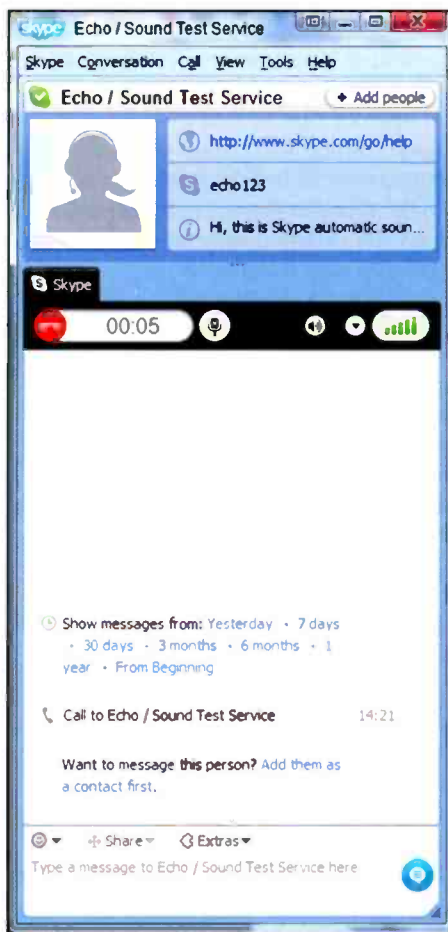 skype Echo / Sound Test Service
Skype Conversation Call View Tools Help
Echo / Sound Test Service + Add people
http://www.skype.com/go/help
echo123
Hi, this is Skype automatic soun...
Skype
00:05
Show messages from: Yesterday • 7 days
• 30 days • 3 months • 6 months • 1
year • From Beginning
Call to Echo / Sound Test Service 14:21
Want to message this person? Add them as
a contact first.
Share Extras
Type a message to Echo / Sound Test Service here